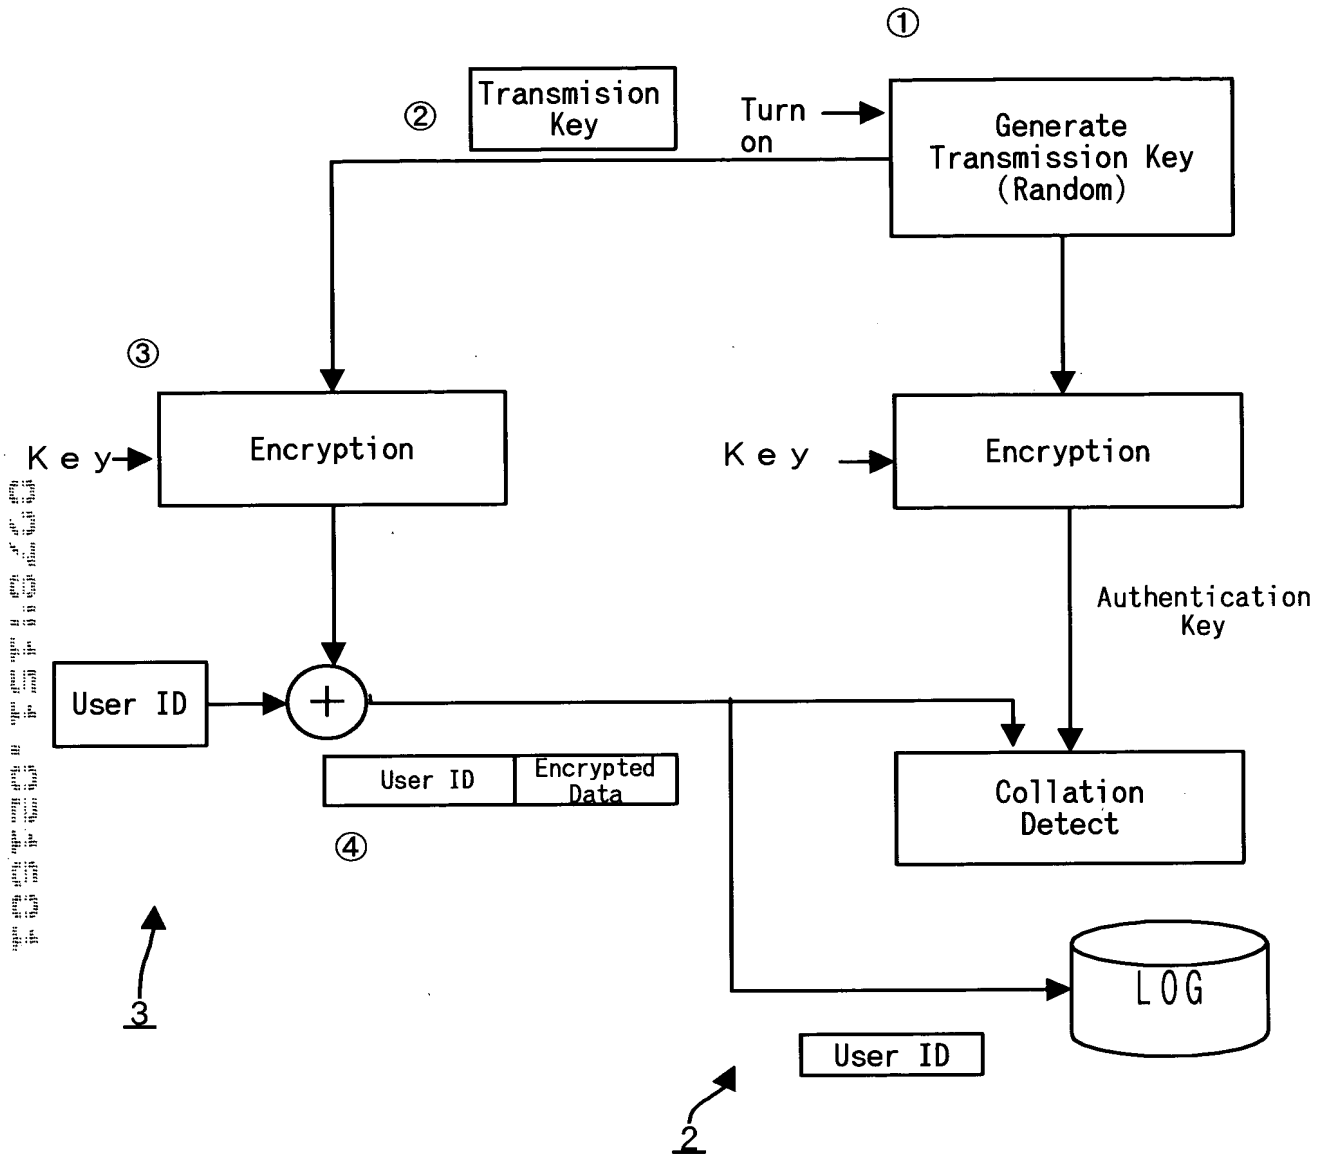 ①
②
Transmision
Key
Turn
on
Generate
Transmission Key
(Random)
③
Key
Encryption
Key
Encryption
Authentication
Key
User ID
+
User ID
Encrypted
Data
④
Collation
Detect
LOG
User ID
3
2